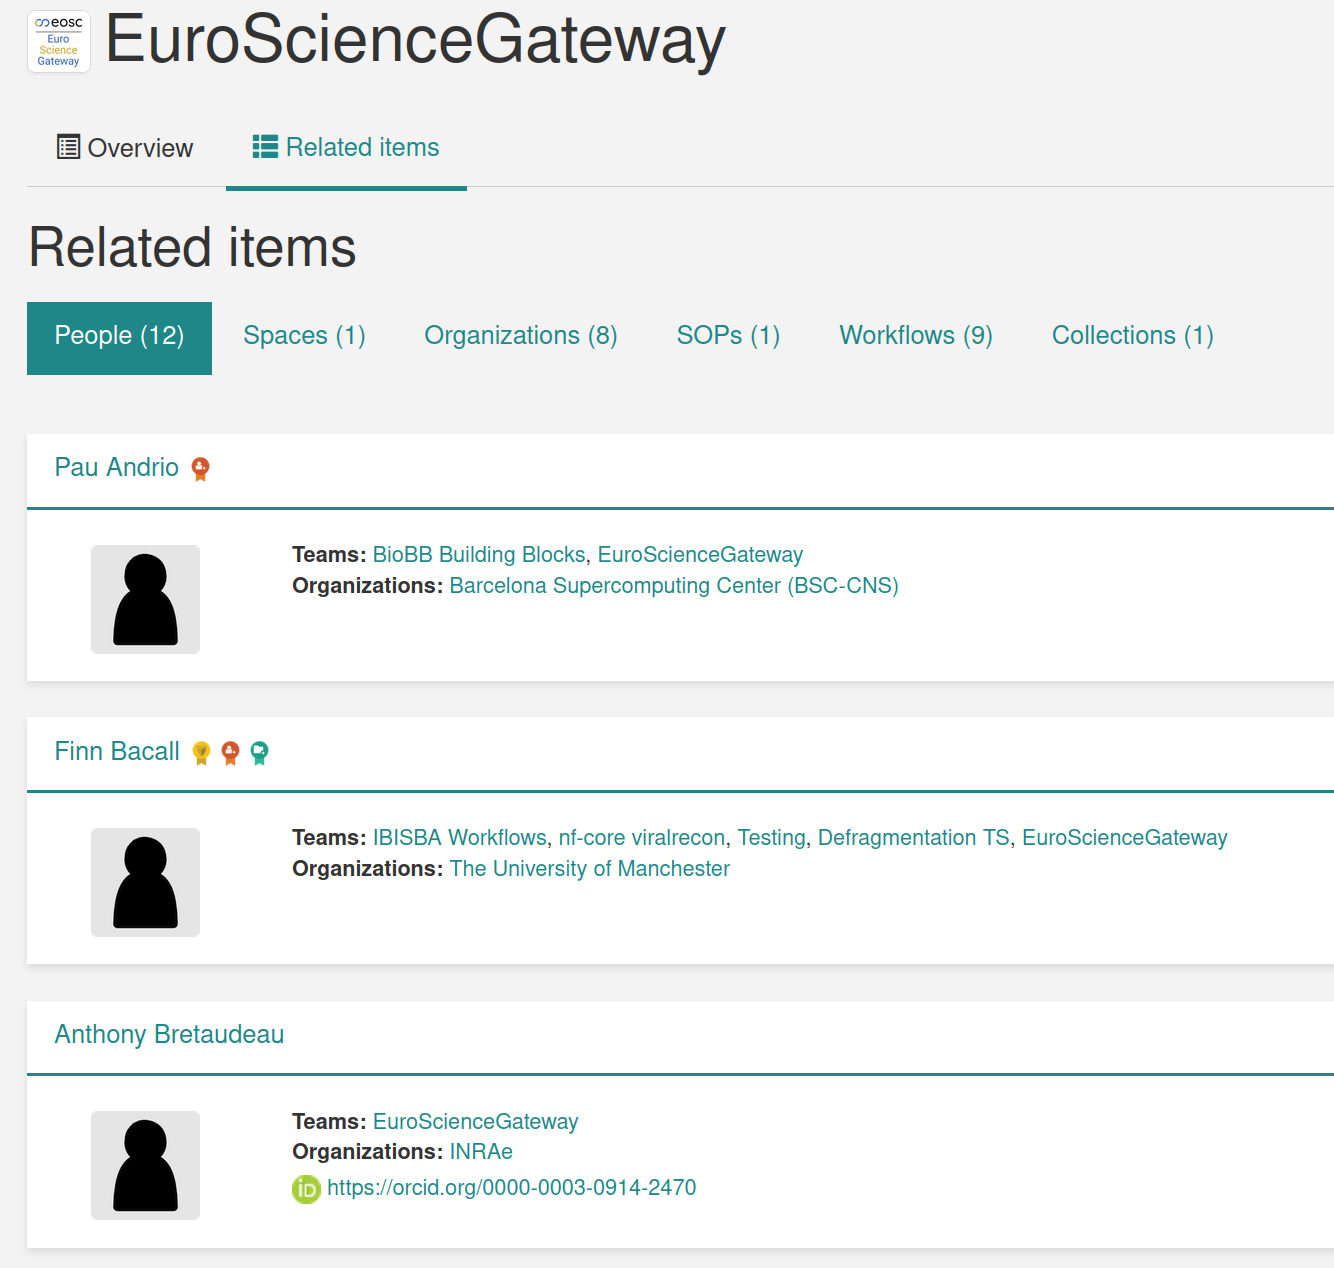 eosc
Euro
Science
Gateway
EuroScienceGateway
Overview
Related items
Related items
People (12)
Spaces (1)
Organizations (8)
SOPs (1)
Workflows (9)
Collections (1)
Pau Andrio
Teams: BioBB Building Blocks, EuroScienceGateway
Organizations: Barcelona Supercomputing Center (BSC-CNS)
Finn Bacall
Teams: IBISBA Workflows, nf-core viralrecon, Testing, Defragmentation TS, EuroScienceGateway
Organizations: The University of Manchester
Anthony Bretaudeau
Teams: EuroScienceGateway
Organizations: INRAe
iD https://orcid.org/0000-0003-0914-2470